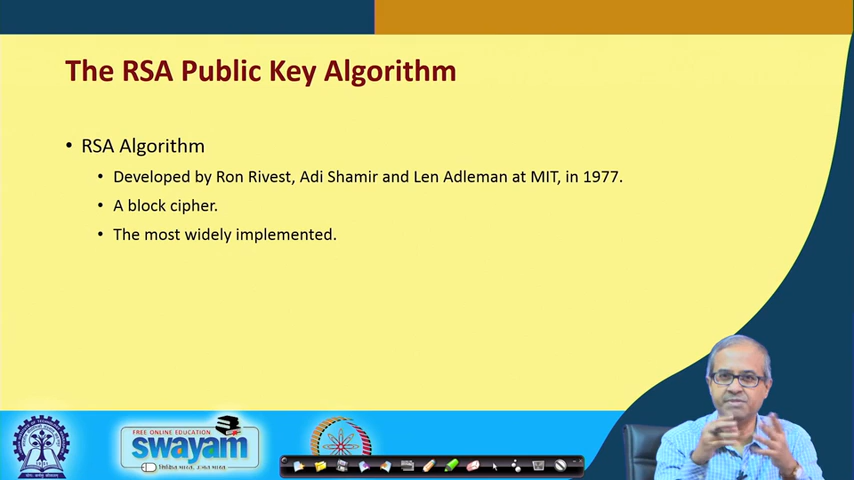 The RSA Public Key Algorithm
• RSA Algorithm
• Developed by Ron Rivest, Adi Shamir and Len Adleman at MIT, in 1977.
• A block cipher.
• The most widely implemented.
FREE ONLINE EDUCATION
swayam